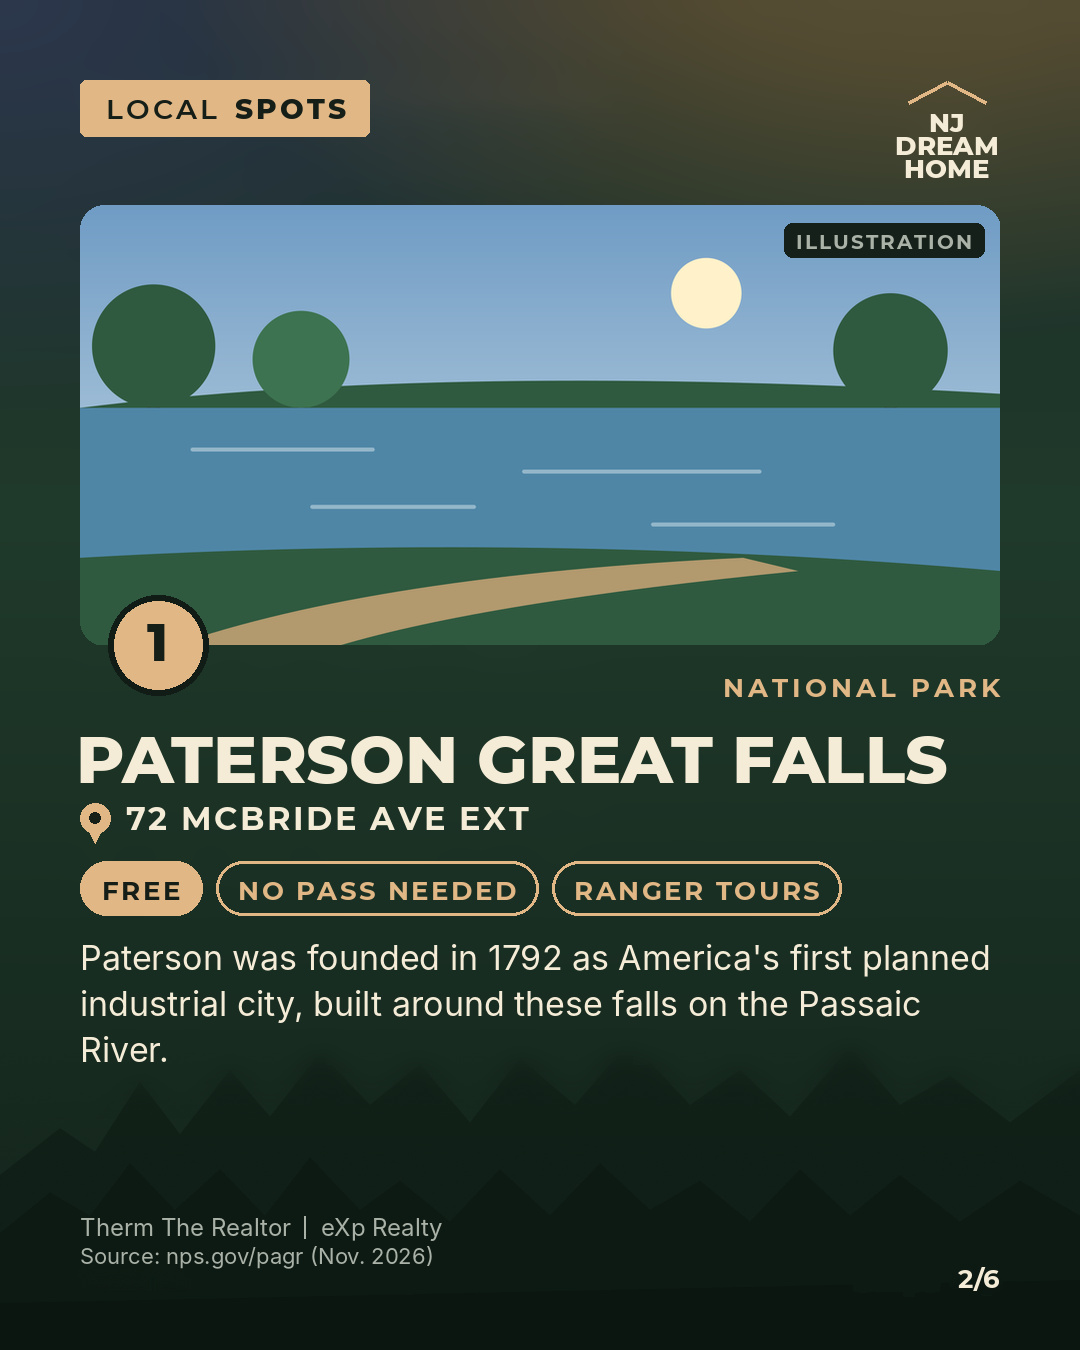 LOCAL SPOTS
NJ
DREAM
HOME
ILLUSTRATION
1
NATIONAL PARK
PATERSON GREAT FALLS
72 MCBRIDE AVE EXT
FREE
NO PASS NEEDED
RANGER TOURS
Paterson was founded in 1792 as America's first planned
industrial city, built around these falls on the Passaic
River.
Therm The Realtor | eXp Realty
Source: nps.gov/pagr (Nov. 2026)
2/6